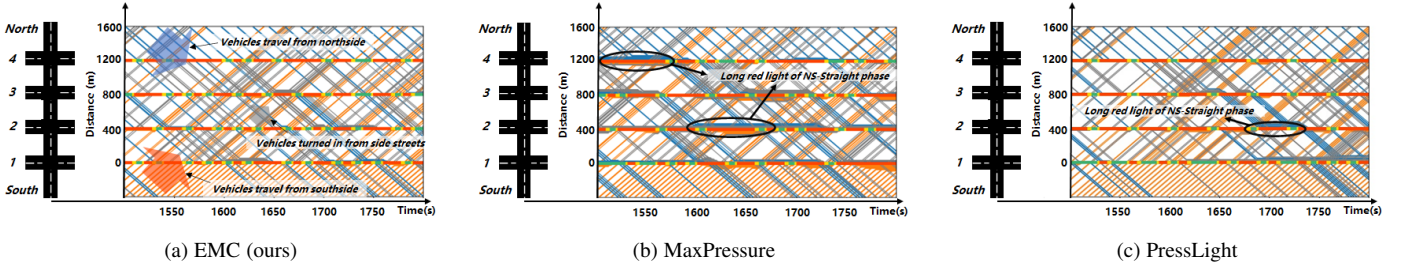 North
4
3
2
1
South
Distance (m)
1600
1200
800
400
0
Vehicles travel from northside
Vehicles turned in from side streets
Vehicles travel from southside
1550
1600
1650
1700
1750
Time(s)
(a) EMC (ours)
North
4
3
2
1
South
Distance (m)
1600
1200
800
400
0
Long red light of NS-Straight phase
1550
1600
1650
1700
1750
Time(s)
(b) MaxPressure
North
4
3
2
1
South
Distance (m)
1600
1200
800
400
0
Long red light of NS-Straight phase
1550
1600
1650
1700
1750
Time(s)
(c) PressLight